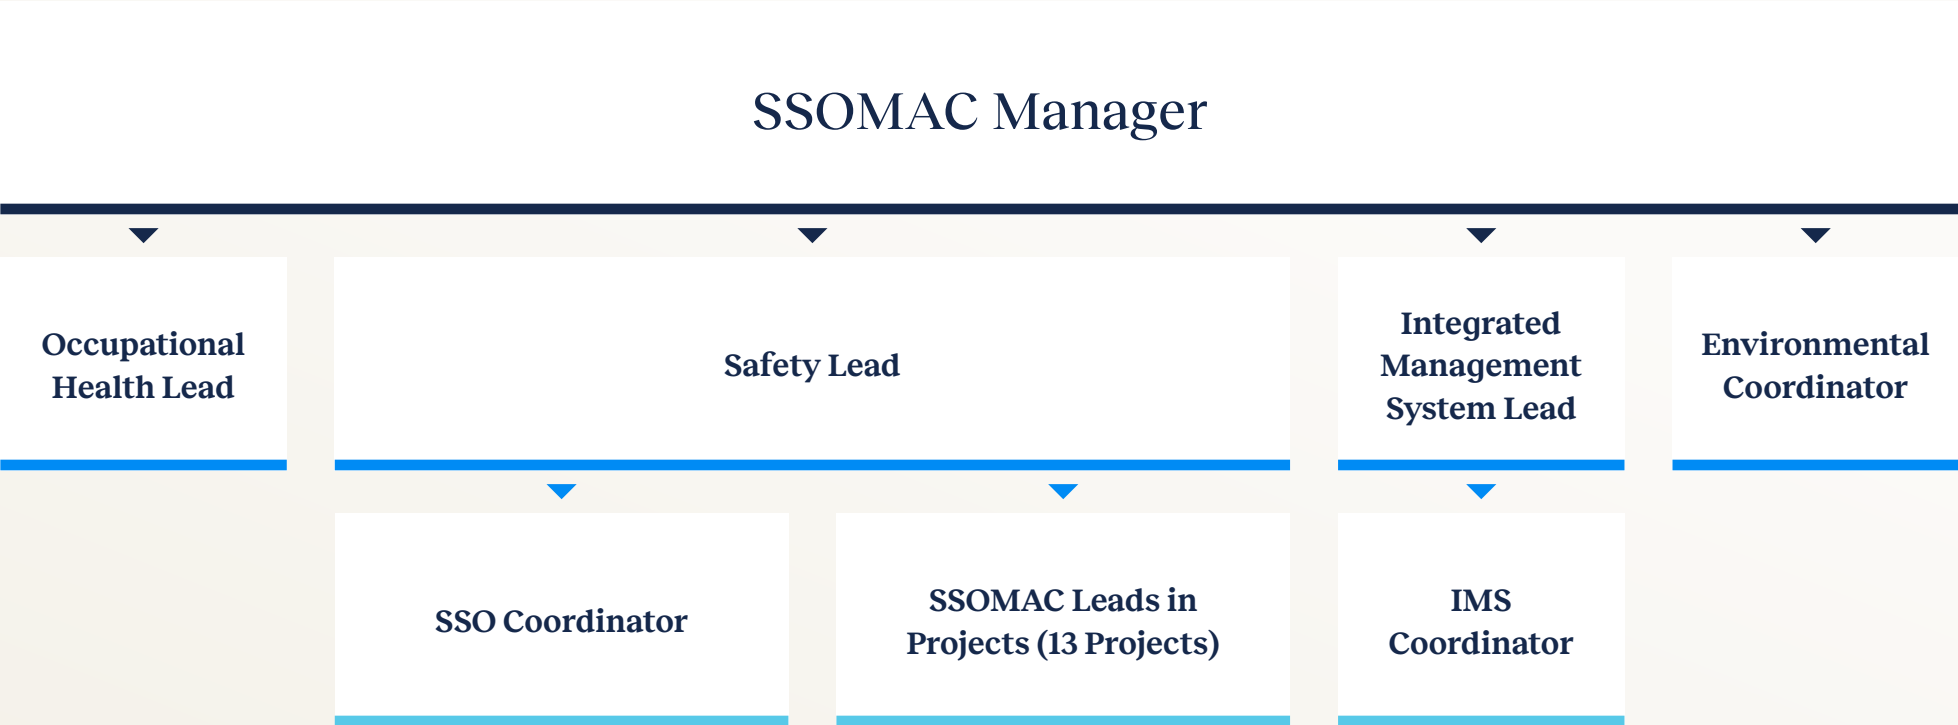 SSOMAC Manager
Occupational
Health Lead
Safety Lead
Integrated
Management
System Lead
Environmental
Coordinator
SSO Coordinator
SSOMAC Leads in
Projects (13 Projects)
IMS
Coordinator